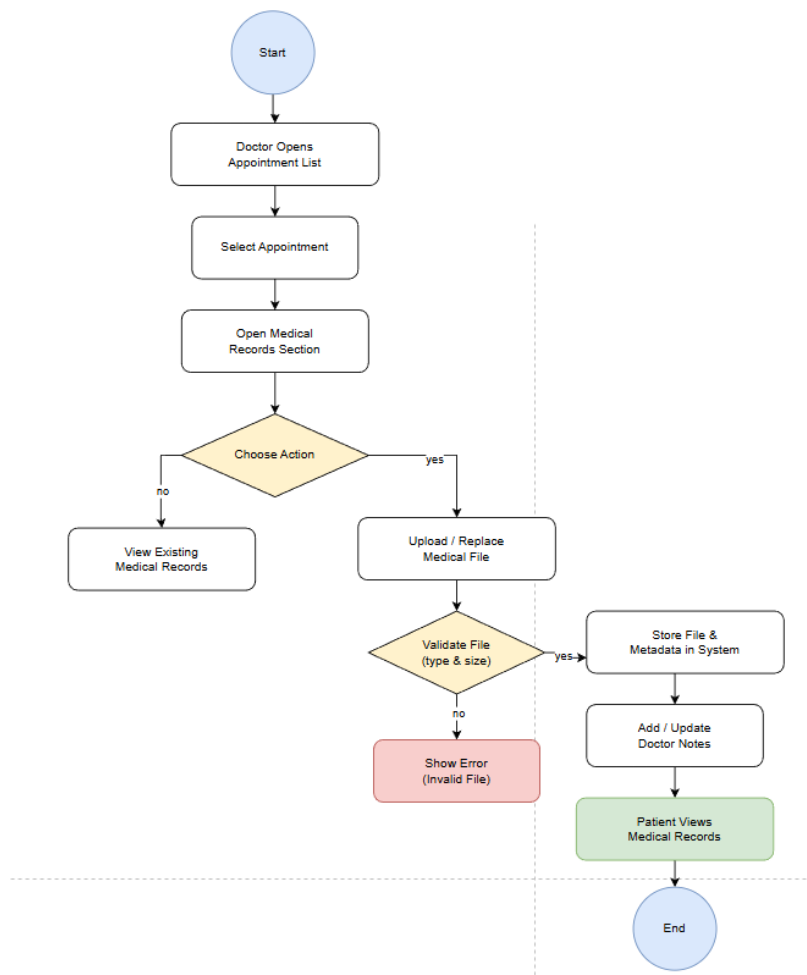 Start
Doctor Opens
Appointment List
Select Appointment
Open Medical
Records Section
Choose Action
no
yes
View Existing
Medical Records
Upload / Replace
Medical File
Validate File
(type & size)
yes
no
Store File &
Metadata in System
Add / Update
Doctor Notes
Show Error
(Invalid File)
Patient Views
Medical Records
End